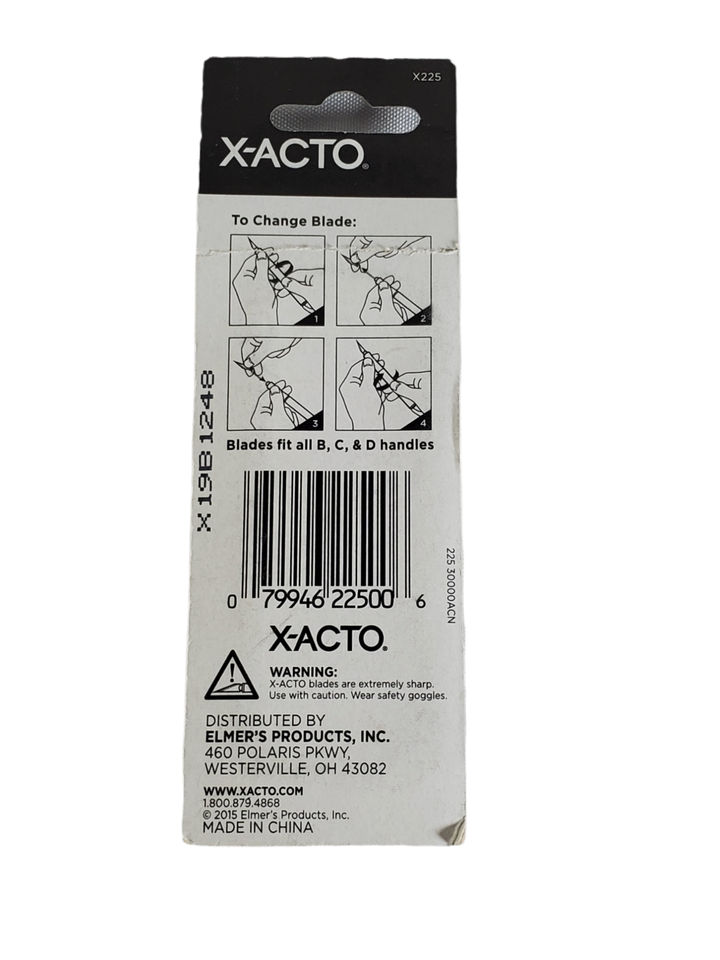 X225
X-ACTO®
To Change Blade:
1
2
3
4
Blades fit all B, C, & D handles
X 19B 1248
0 79946 22500 6
225 30000ACN
X-ACTO®
WARNING:
X-ACTO blades are extremely sharp.
Use with caution. Wear safety goggles.
DISTRIBUTED BY
ELMER'S PRODUCTS, INC.
460 POLARIS PKWY,
WESTERVILLE, OH 43082
WWW.XACTO.COM
1.800.879.4868
© 2015 Elmer's Products, Inc.
MADE IN CHINA